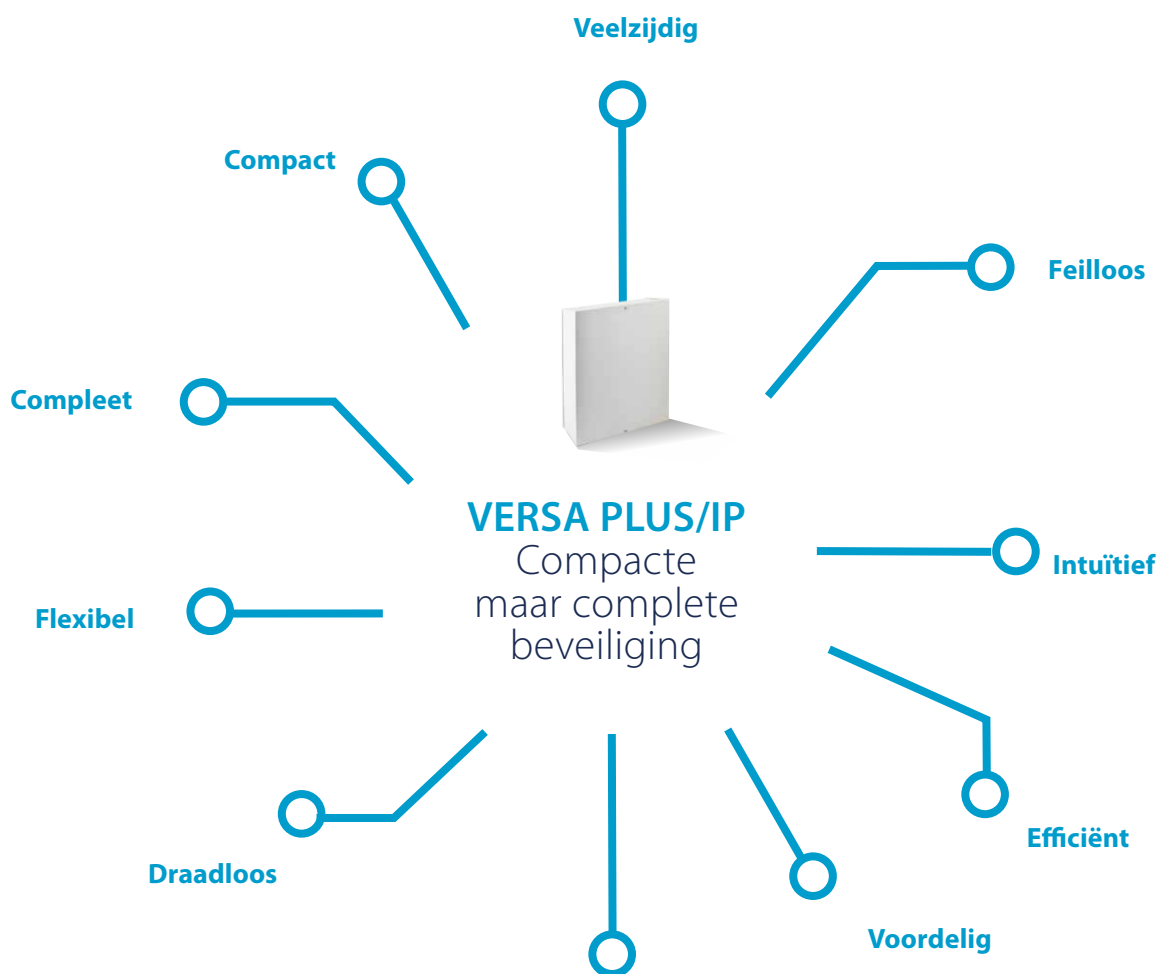 Veelzijdig
Compact
Feilloos
Compleet
VERSA PLUS/IP
Compacte
maar complete
beveiliging
Intuïtief
Flexibel
Efficiënt
Draadloos
Voordelig